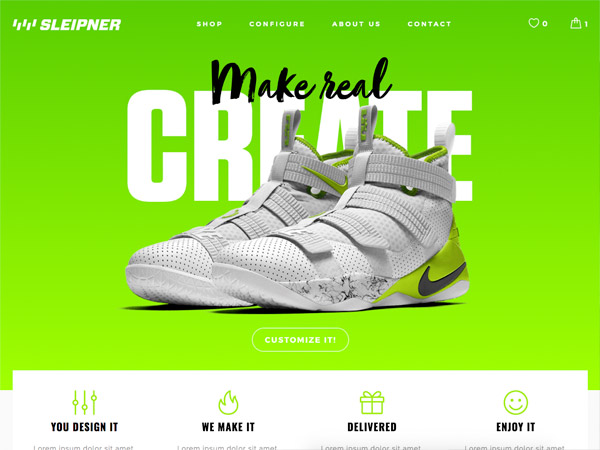 SLEIPNER
SHOP CONFIGURE ABOUT US CONTACT
0 1
Make real
CREATE
CUSTOMIZE IT!
YOU DESIGN IT WE MAKE IT DELIVERED ENJOY IT
Lorem ipsum dolor sit amet Lorem ipsum dolor sit amet Lorem ipsum dolor sit amet Lorem ipsum dolor sit amet